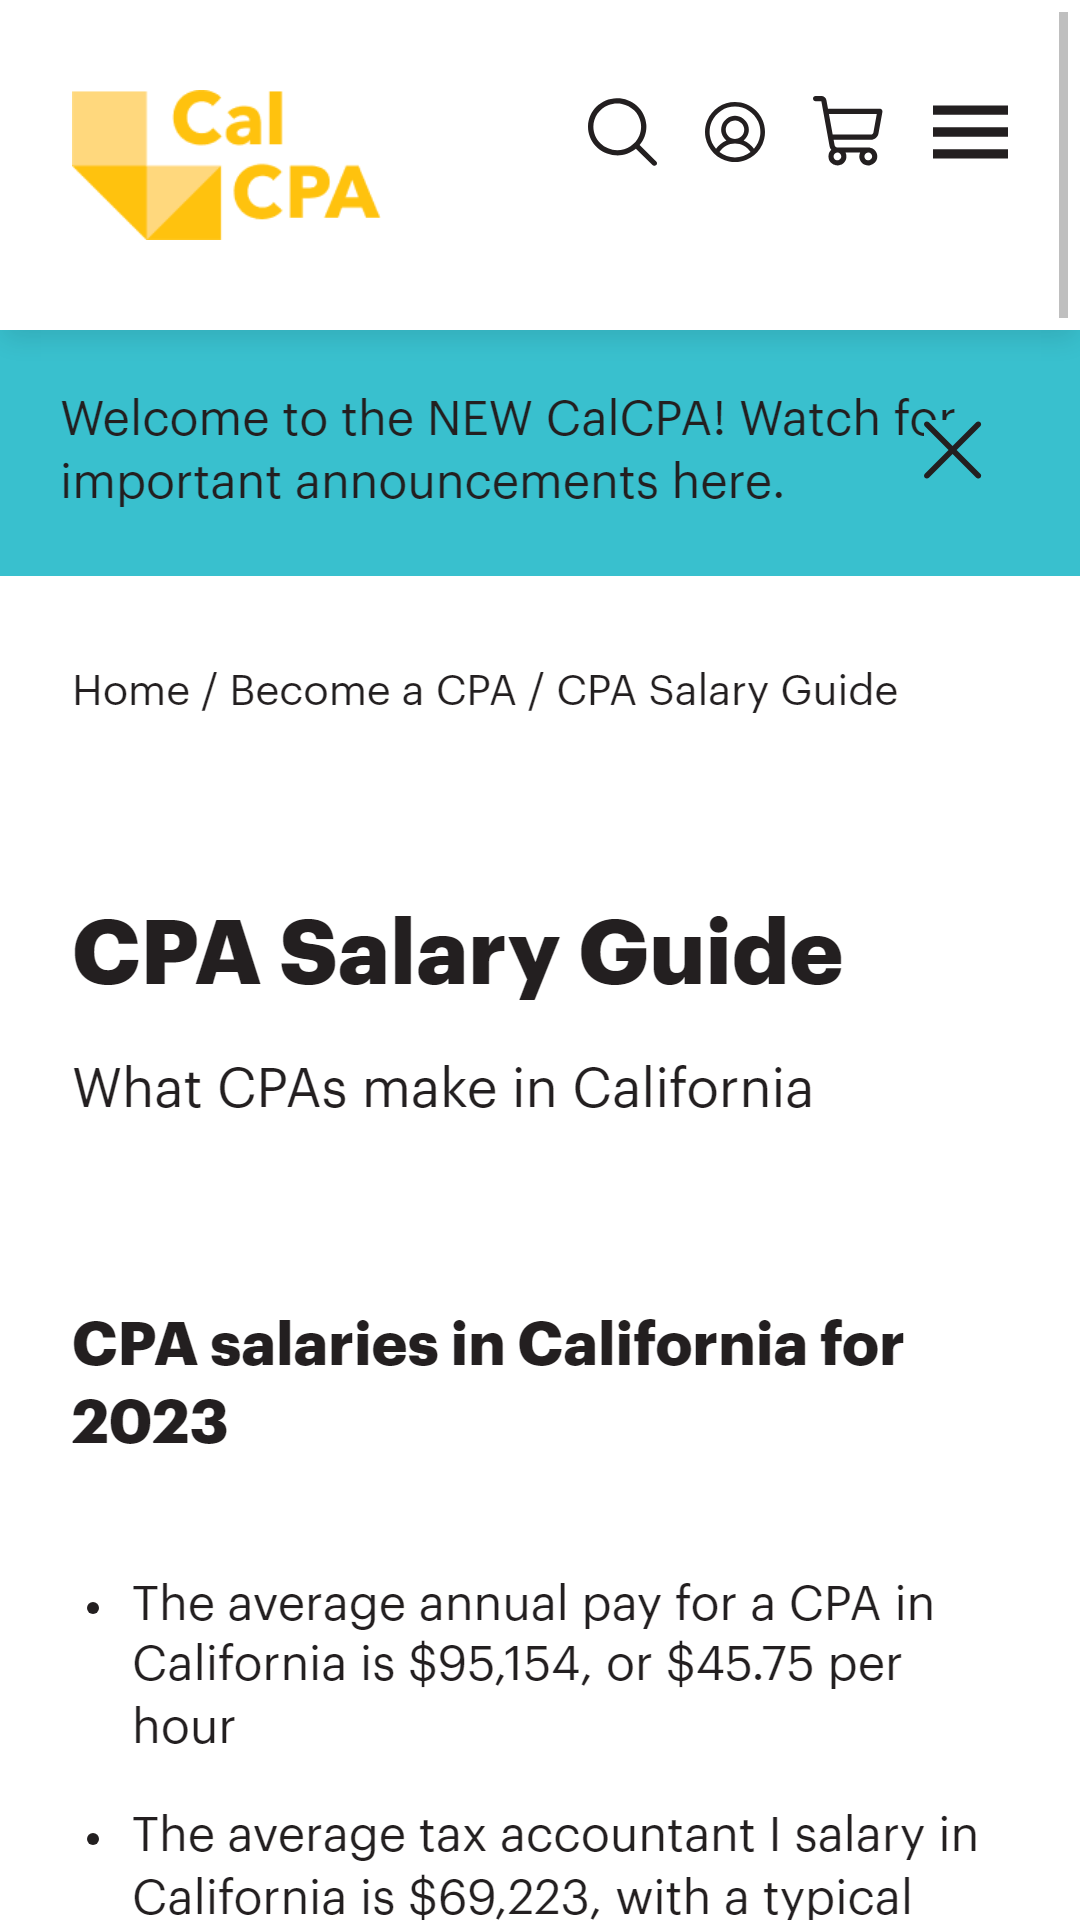 Cal
CPA
Welcome to the NEW CalCPA! Watch for
important announcements here.
Home / Become a CPA / CPA Salary Guide
CPA Salary Guide
What CPAs make in California
CPA salaries in California for
2023
• The average annual pay for a CPA in
California is $95,154, or $45.75 per
hour
• The average tax accountant I salary in
California is $69,223, with a typical